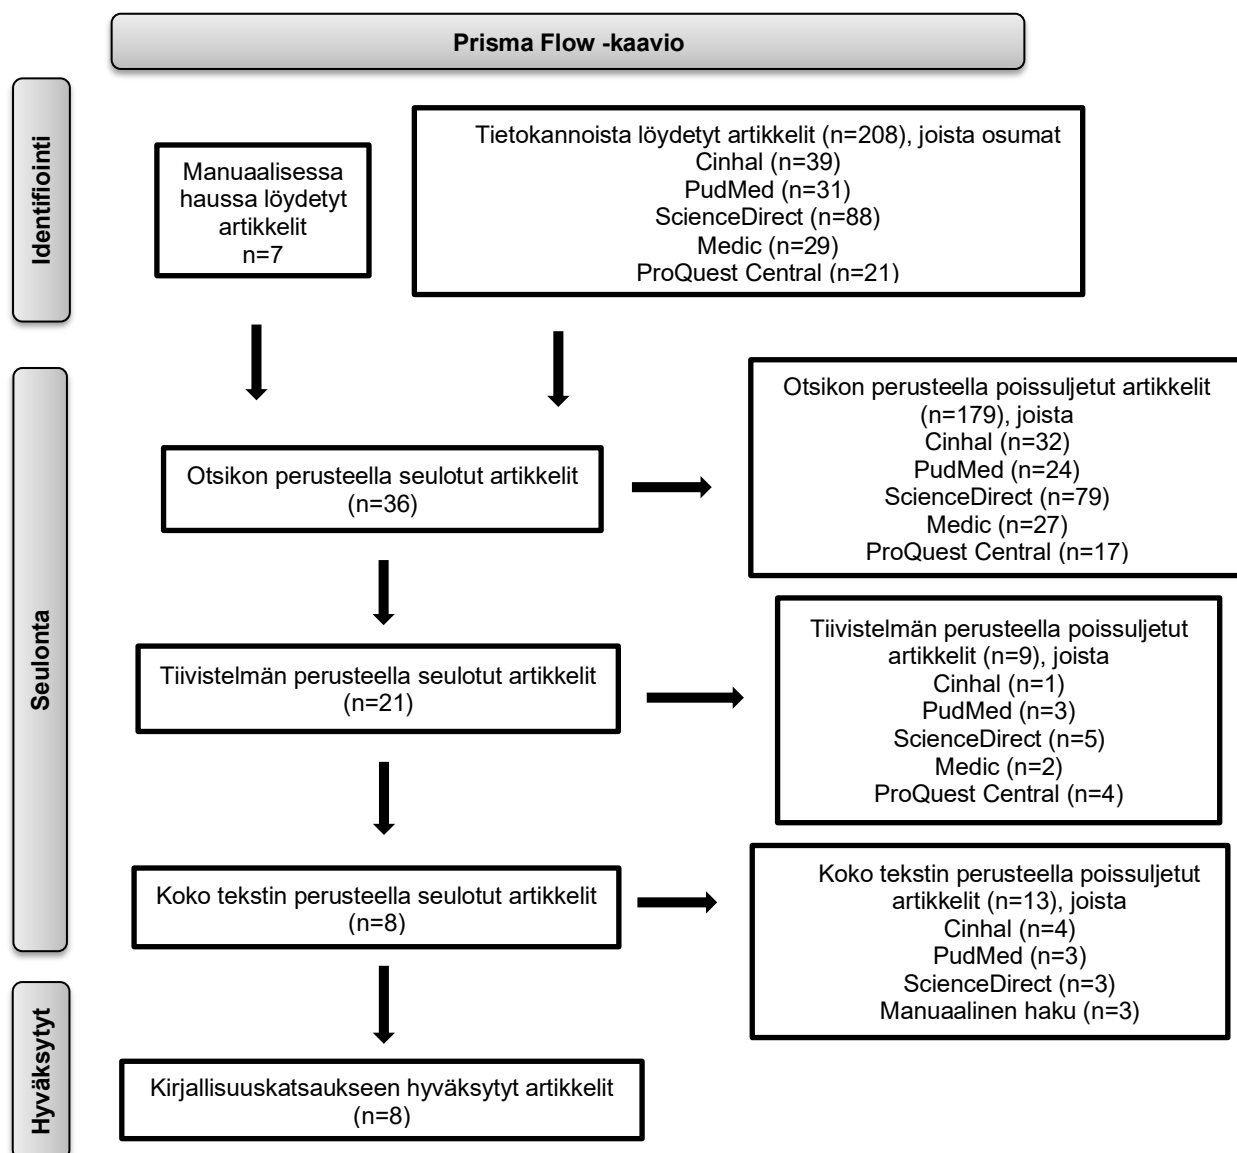 Prisma Flow -kaavio
Identifiointi
Manuaalisessa
haussa löydetyt
artikkelit
n=7
Tietokannoista löydetyt artikkelit (n=208), joista osumat
Cinhal (n=39)
PudMed (n=31)
ScienceDirect (n=88)
Medic (n=29)
ProQuest Central (n=21)
Seulonta
Otsikon perusteella seulotut artikkelit
(n=36)
Otsikon perusteella poissuljetut artikkelit
(n=179), joista
Cinhal (n=32)
PudMed (n=24)
ScienceDirect (n=79)
Medic (n=27)
ProQuest Central (n=17)
Tiivistelmän perusteella seulotut artikkelit
(n=21)
Tiivistelmän perusteella poissuljetut
artikkelit (n=9), joista
Cinhal (n=1)
PudMed (n=3)
ScienceDirect (n=5)
Medic (n=2)
ProQuest Central (n=4)
Koko tekstin perusteella seulotut artikkelit
(n=8)
Koko tekstin perusteella poissuljetut
artikkelit (n=13), joista
Cinhal (n=4)
PudMed (n=3)
ScienceDirect (n=3)
Manuaalinen haku (n=3)
Hyväksytyt
Kirjallisuuskatsaukseen hyväksytyt artikkelit
(n=8)